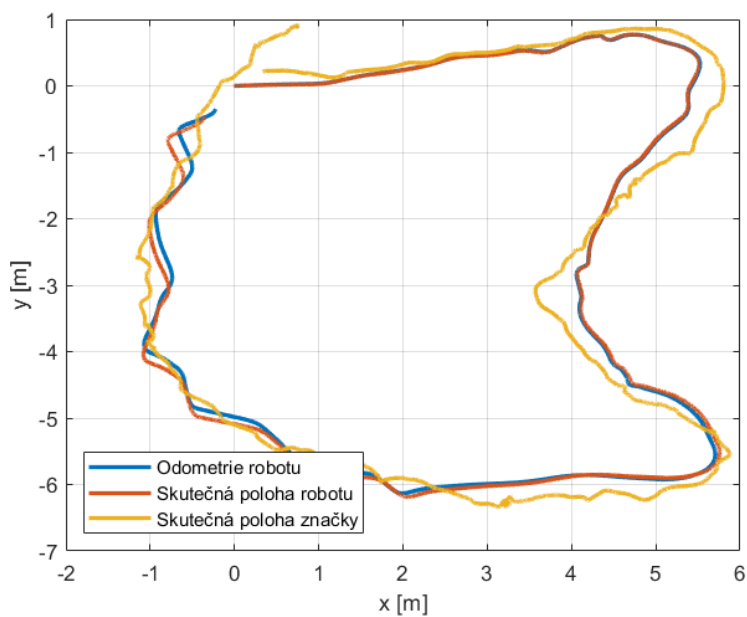 1
0
-1
-2
-3
-4
-5
-6
-7
y [m]
Odometrie robotu
Skutečná poloha robotu
Skutečná poloha značky
-2 -1 0 1 2 3 4 5 6
x [m]